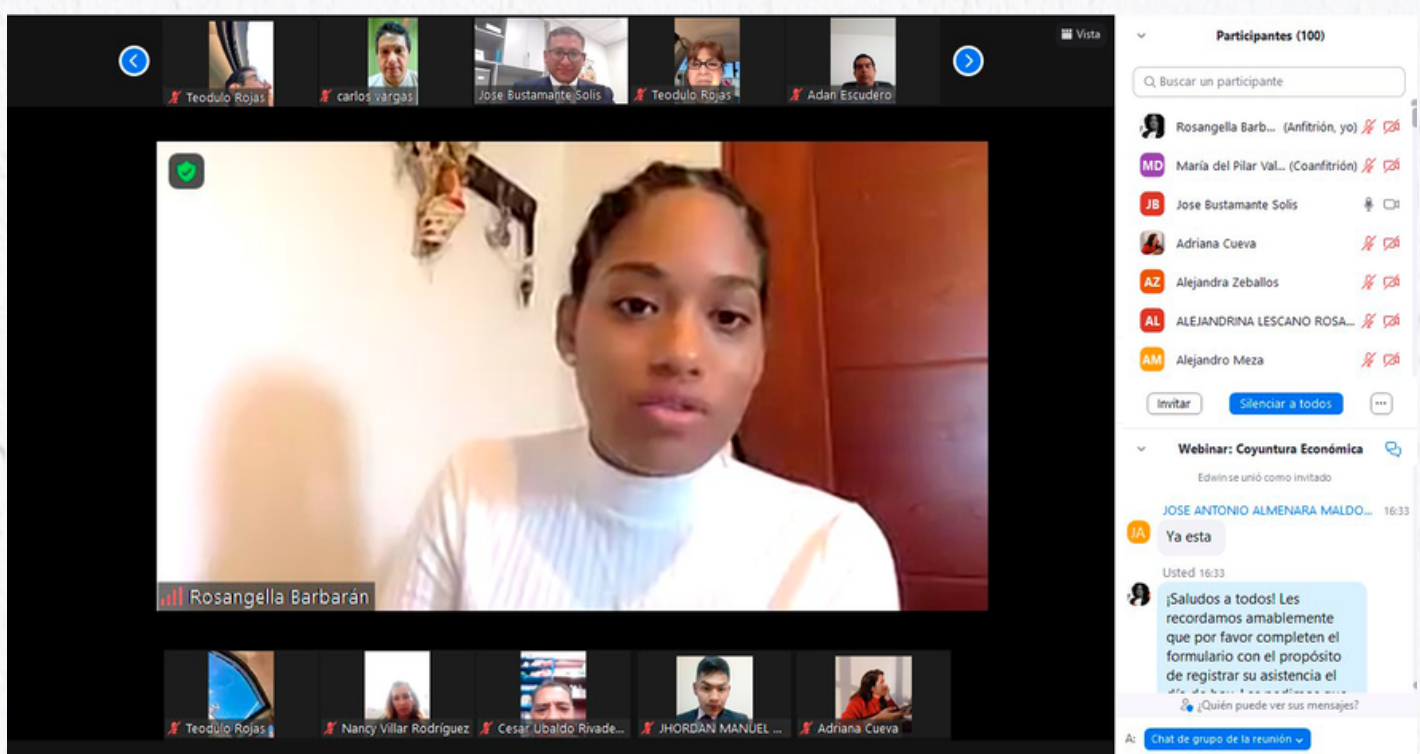 Vista
Teodulo Rojas
carlos vargas
Jose Bustamante Solis
Teodulo Rojas
Adan Escudero
Rosangella Barbarán
Teodulo Rojas
Nancy Villar Rodríguez
Cesar Ubaldo Rivade...
JHORDAN MANUEL ...
Adriana Cueva
Participantes (100)
Buscar un participante
Rosangella Barb... (Anfitrión, yo)
MD María del Pilar Val... (Coanfitrión)
JB Jose Bustamante Solis
Adriana Cueva
AZ Alejandra Zeballos
AL ALEJANDRINA LESCANO ROSA...
AM Alejandro Meza
Invitar
Silenciar a todos
Webinar: Coyuntura Económica
Edwin se unió como invitado
JOSE ANTONIO ALMENARA MALDO... 16:33
JA Ya esta
Usted 16:33
¡Saludos a todos! Les
recordamos amablemente
que por favor completen el
formulario con el propósito
de registrar su asistencia el
¿Quién puede ver sus mensajes?
A: Chat de grupo de la reunión